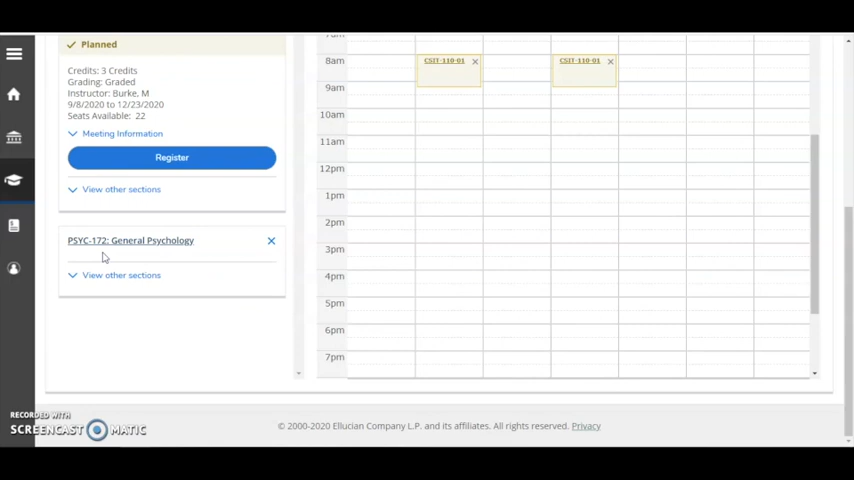 Planned
Credits: 3 Credits
Grading: Graded
Instructor: Burke, M
9/8/2020 to 12/23/2020
Seats Available: 22
Meeting Information
Register
View other sections
PSYC-172: General Psychology
View other sections
8am
9am
10am
11am
12pm
1pm
2pm
3pm
4pm
5pm
6pm
7pm
CSIT-110-01
CSIT-110-01
© 2000-2020 Ellucian Company L.P. and its affiliates. All rights reserved. Privacy
RECORDED WITH
SCREENCAST MATIC